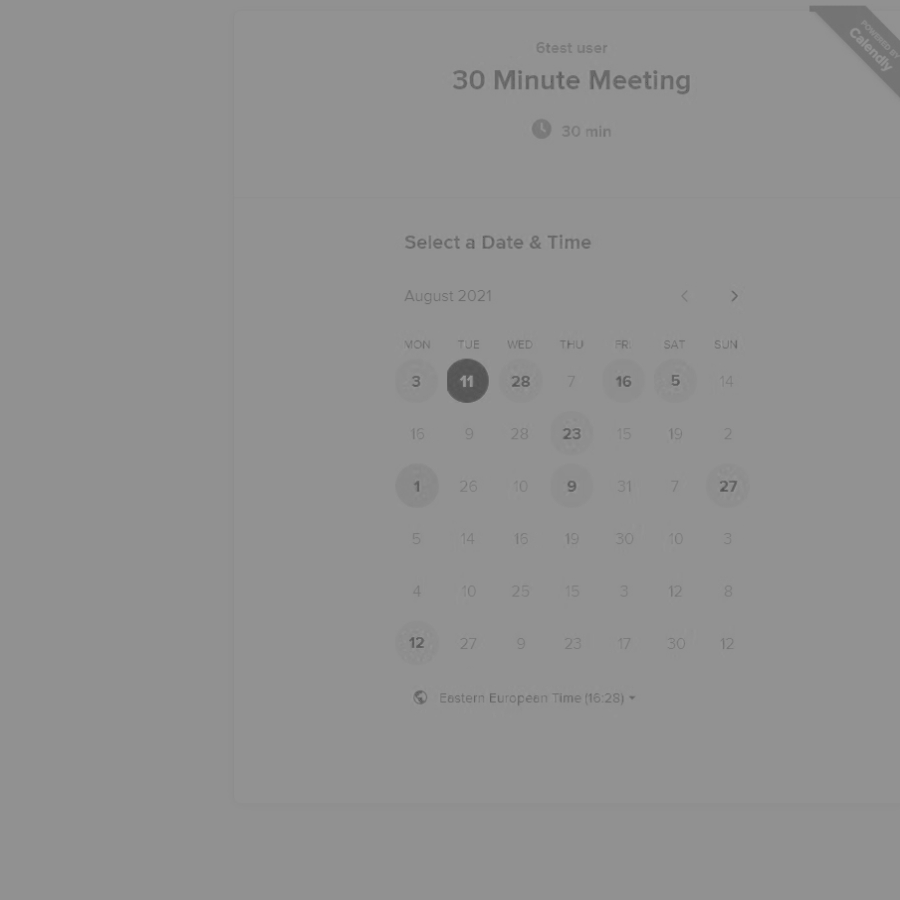 POWERED BY
Calendly
6test user
30 Minute Meeting
30 min
Select a Date & Time
August 2021
MON TUE WED THU FRI SAT SUN
3 11 28 7 16 5 14
16 9 28 23 15 19 2
1 26 10 9 31 7 27
5 14 16 19 30 10 3
4 10 25 15 3 12 8
12 27 9 23 17 30 12
Eastern European Time (16:28)